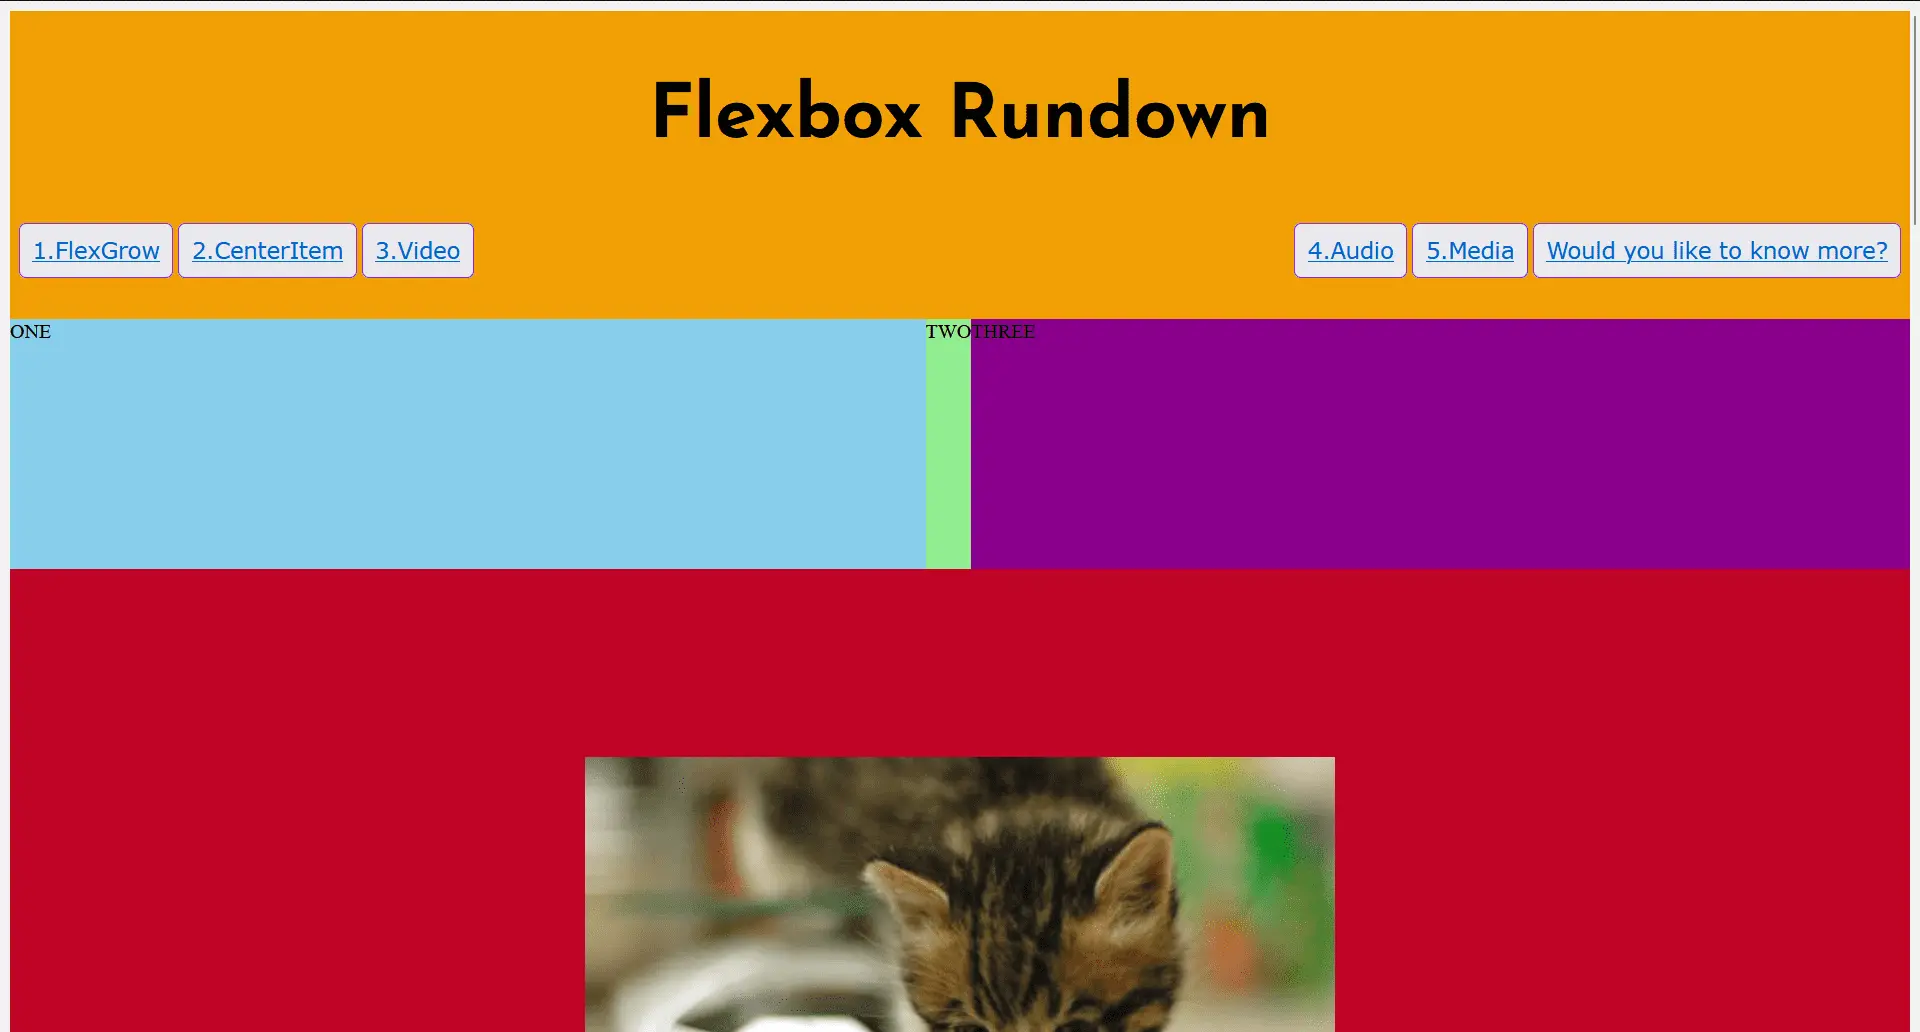 Flexbox Rundown
1.FlexGrow 2.CenterItem 3.Video 4.Audio 5.Media Would you like to know more?
ONE TWO THREE